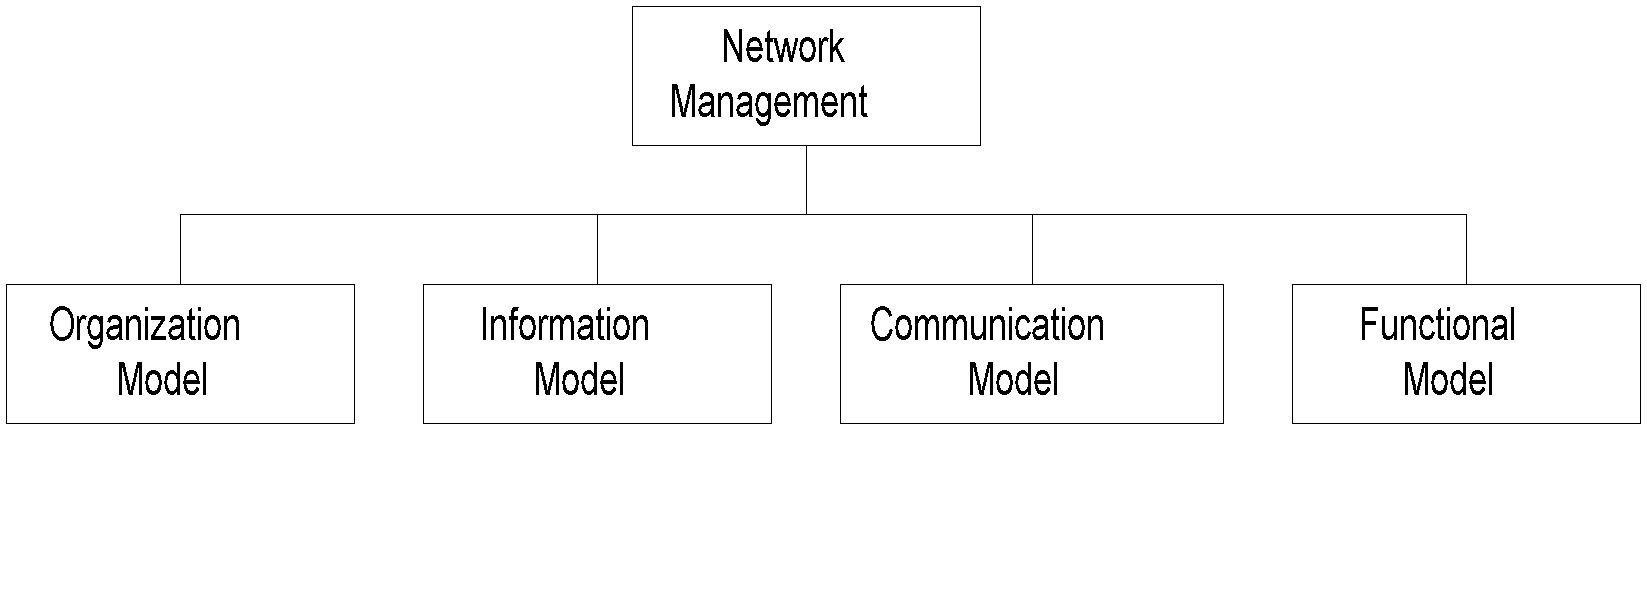 Network
Management
Organization
Model
Information
Model
Communication
Model
Functional
Model